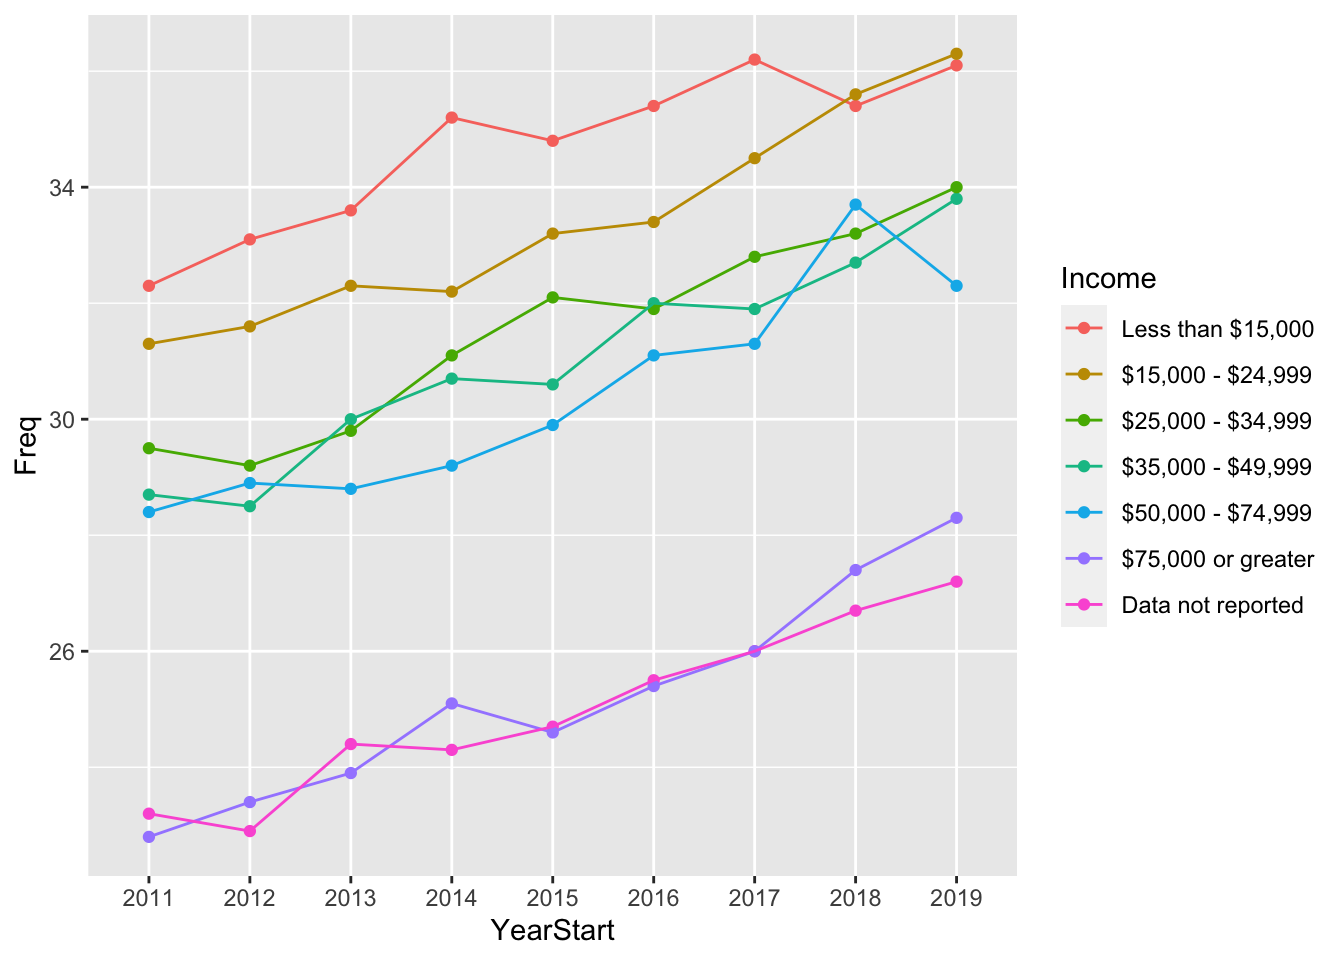 34
30
26
Freq
2011 2012 2013 2014 2015 2016 2017 2018 2019
YearStart
Income
Less than $15,000
$15,000 - $24,999
$25,000 - $34,999
$35,000 - $49,999
$50,000 - $74,999
$75,000 or greater
Data not reported